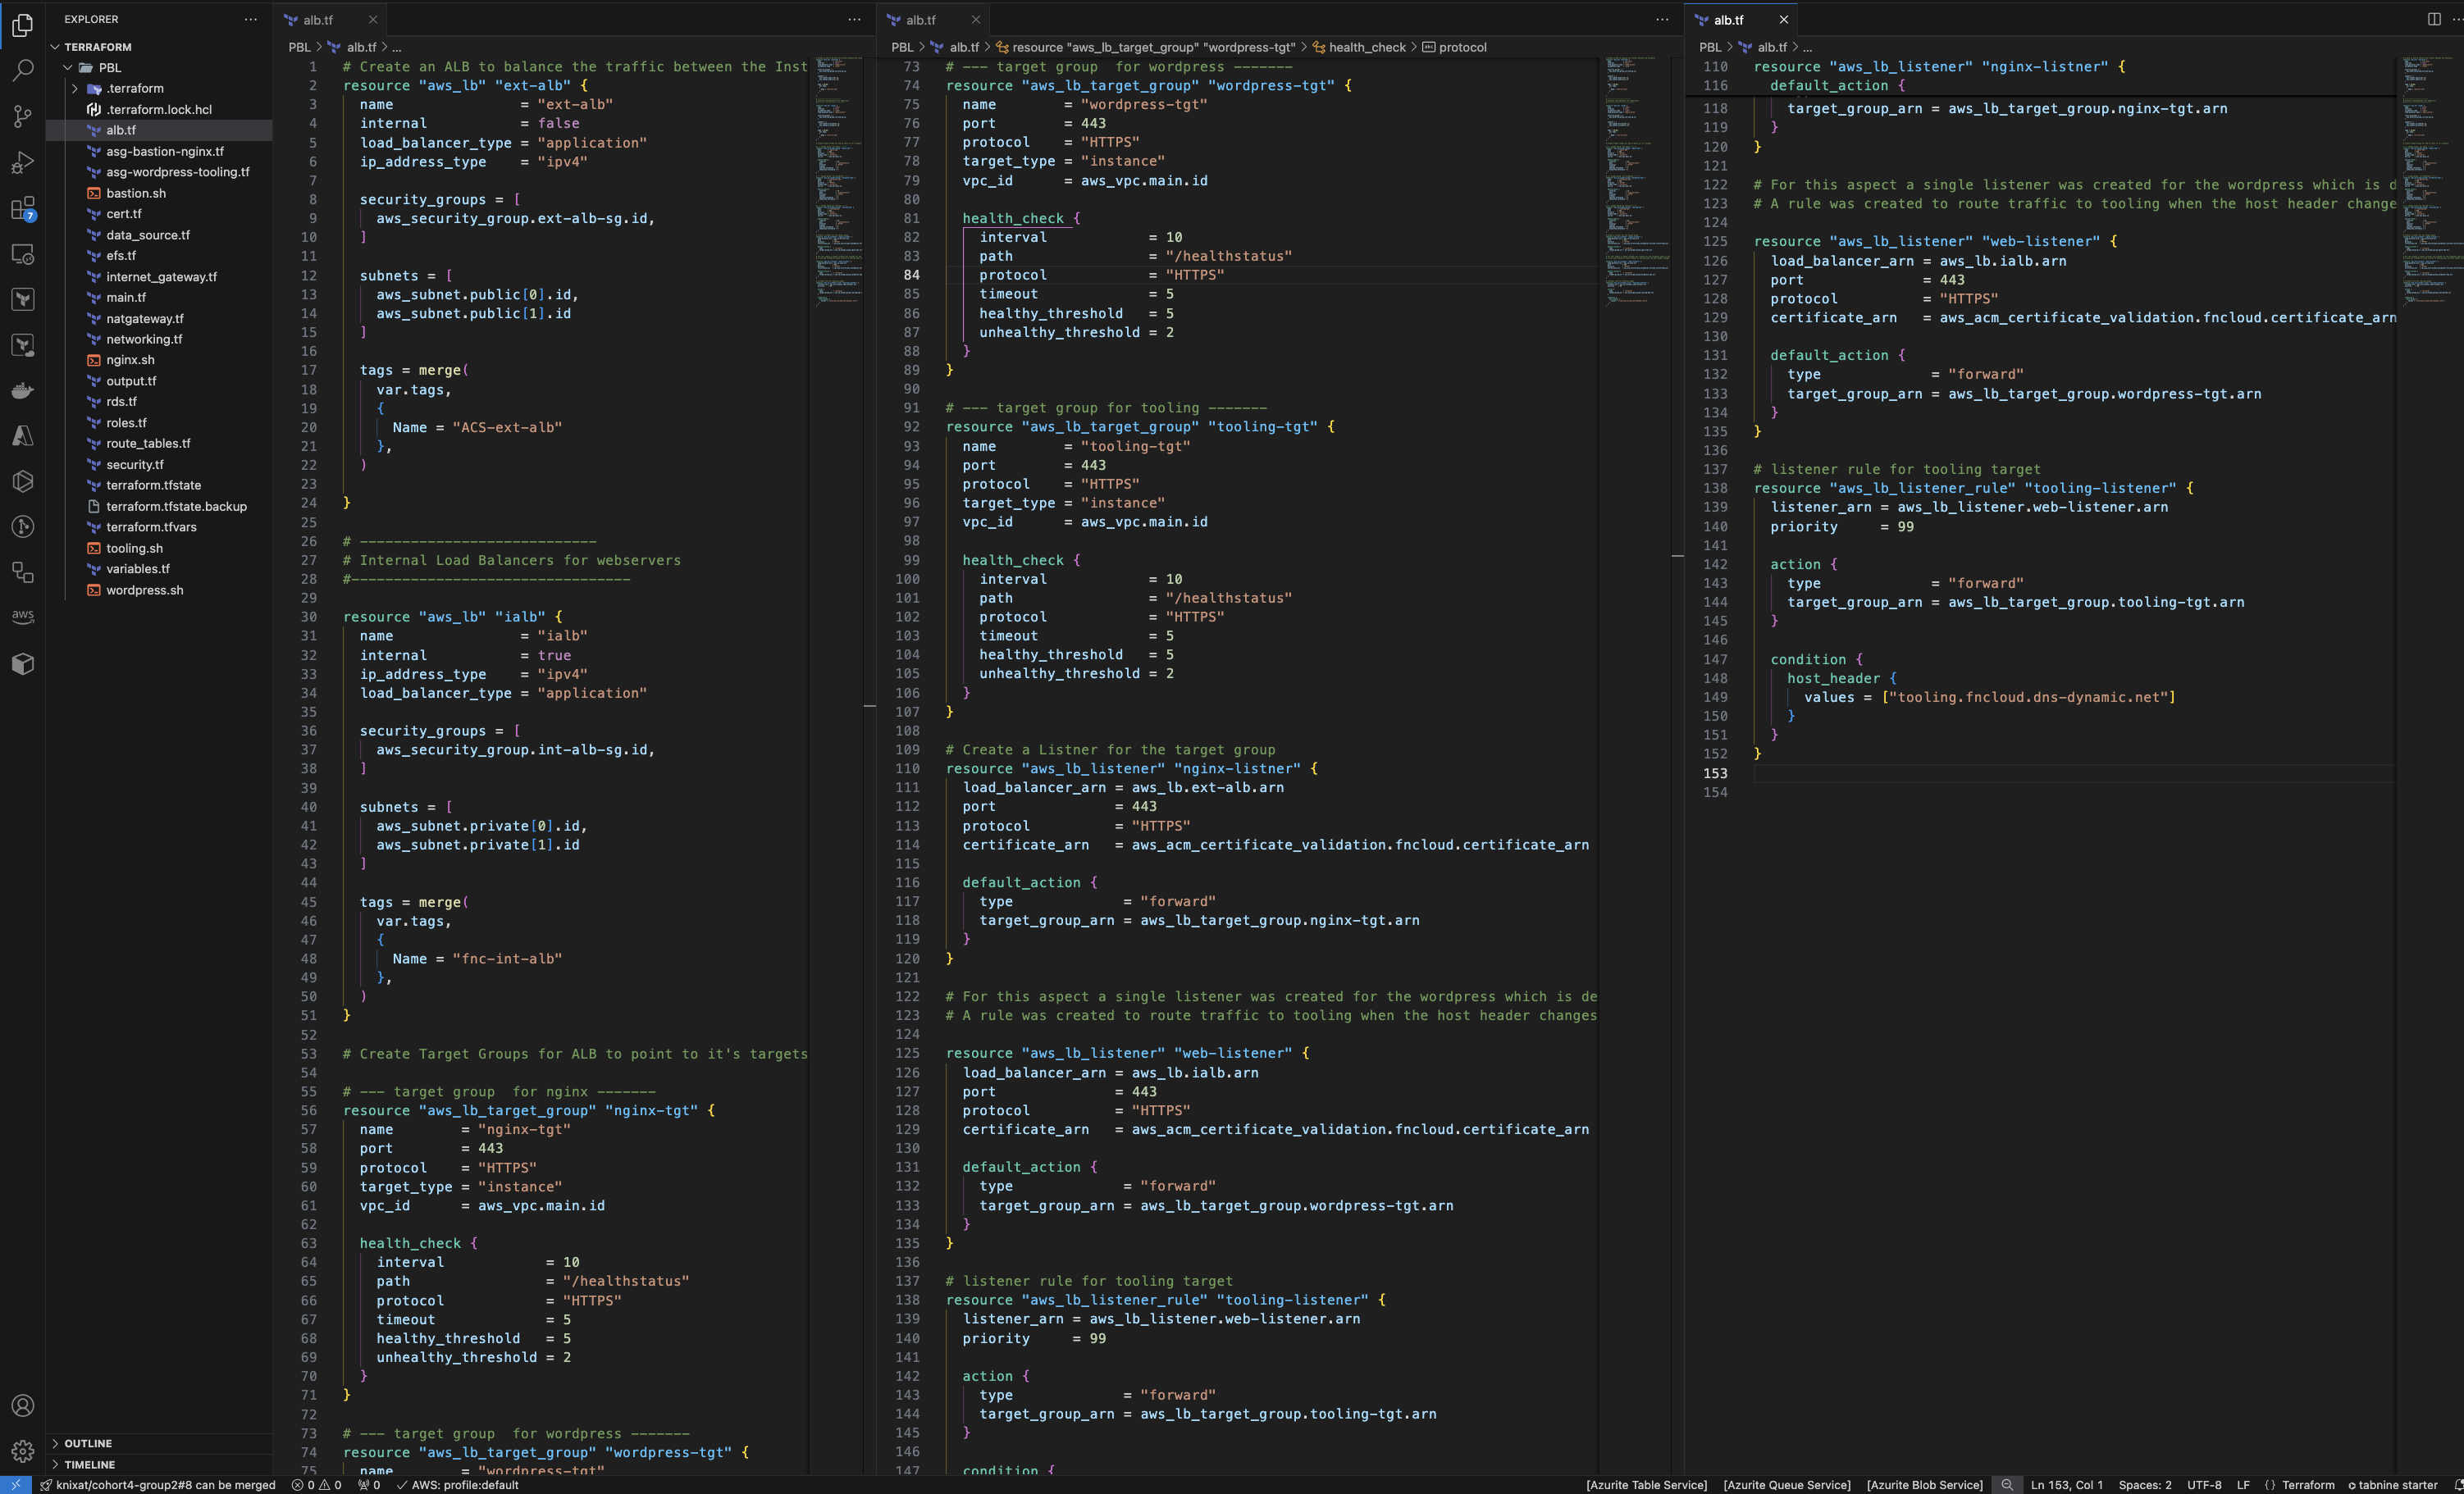 EXPLORER
TERRAFORM
PBL
.terraform
.terraform.lock.hcl
alb.tf
asg-bastion-nginx.tf
asg-wordpress-tooling.tf
bastion.sh
cert.tf
data_source.tf
efs.tf
internet_gateway.tf
main.tf
natgateway.tf
networking.tf
nginx.sh
output.tf
rds.tf
roles.tf
route_tables.tf
security.tf
terraform.tfstate
terraform.tfstate.backup
terraform.tfvars
tooling.sh
variables.tf
wordpress.sh
7
aws
OUTLINE
TIMELINE
alb.tf
PBL > alb.tf > ...
1 # Create an ALB to balance the traffic between the Inst
2 resource "aws_lb" "ext-alb" {
3 name = "ext-alb"
4 internal = false
5 load_balancer_type = "application"
6 ip_address_type = "ipv4"
7
8 security_groups = [
9 aws_security_group.ext-alb-sg.id,
10 ]
11
12 subnets = [
13 aws_subnet.public[0].id,
14 aws_subnet.public[1].id
15 ]
16
17 tags = merge(
18 var.tags,
19 {
20 Name = "ACS-ext-alb"
21 },
22 )
23
24 }
25
26 # ----------------------------
27 # Internal Load Balancers for webservers
28 #---------------------------------
29
30 resource "aws_lb" "ialb" {
31 name = "ialb"
32 internal = true
33 ip_address_type = "ipv4"
34 load_balancer_type = "application"
35
36 security_groups = [
37 aws_security_group.int-alb-sg.id,
38 ]
39
40 subnets = [
41 aws_subnet.private[0].id,
42 aws_subnet.private[1].id
43 ]
44
45 tags = merge(
46 var.tags,
47 {
48 Name = "fnc-int-alb"
49 },
50 )
51 }
52
53 # Create Target Groups for ALB to point to it's targets
54
55 # --- target group  for nginx -------
56 resource "aws_lb_target_group" "nginx-tgt" {
57 name = "nginx-tgt"
58 port = 443
59 protocol = "HTTPS"
60 target_type = "instance"
61 vpc_id = aws_vpc.main.id
62
63 health_check {
64 interval = 10
65 path = "/healthstatus"
66 protocol = "HTTPS"
67 timeout = 5
68 healthy_threshold = 5
69 unhealthy_threshold = 2
70 }
71 }
72
73 # --- target group  for wordpress -------
74 resource "aws_lb_target_group" "wordpress-tgt" {
75 name = "wordpress-tgt"
alb.tf
PBL > alb.tf > resource "aws_lb_target_group" "wordpress-tgt" > health_check > protocol
73 # --- target group  for wordpress -------
74 resource "aws_lb_target_group" "wordpress-tgt" {
75 name = "wordpress-tgt"
76 port = 443
77 protocol = "HTTPS"
78 target_type = "instance"
79 vpc_id = aws_vpc.main.id
80
81 health_check {
82 interval = 10
83 path = "/healthstatus"
84 protocol = "HTTPS"
85 timeout = 5
86 healthy_threshold = 5
87 unhealthy_threshold = 2
88 }
89 }
90
91 # --- target group for tooling -------
92 resource "aws_lb_target_group" "tooling-tgt" {
93 name = "tooling-tgt"
94 port = 443
95 protocol = "HTTPS"
96 target_type = "instance"
97 vpc_id = aws_vpc.main.id
98
99 health_check {
100 interval = 10
101 path = "/healthstatus"
102 protocol = "HTTPS"
103 timeout = 5
104 healthy_threshold = 5
105 unhealthy_threshold = 2
106 }
107 }
108
109 # Create a Listner for the target group
110 resource "aws_lb_listener" "nginx-listner" {
111 load_balancer_arn = aws_lb.ext-alb.arn
112 port = 443
113 protocol = "HTTPS"
114 certificate_arn = aws_acm_certificate_validation.fncloud.certificate_arn
115
116 default_action {
117 type = "forward"
118 target_group_arn = aws_lb_target_group.nginx-tgt.arn
119 }
120 }
121
122 # For this aspect a single listener was created for the wordpress which is de
123 # A rule was created to route traffic to tooling when the host header changes
124
125 resource "aws_lb_listener" "web-listener" {
126 load_balancer_arn = aws_lb.ialb.arn
127 port = 443
128 protocol = "HTTPS"
129 certificate_arn = aws_acm_certificate_validation.fncloud.certificate_arn
130
131 default_action {
132 type = "forward"
133 target_group_arn = aws_lb_target_group.wordpress-tgt.arn
134 }
135 }
136
137 # listener rule for tooling target
138 resource "aws_lb_listener_rule" "tooling-listener" {
139 listener_arn = aws_lb_listener.web-listener.arn
140 priority = 99
141
142 action {
143 type = "forward"
144 target_group_arn = aws_lb_target_group.tooling-tgt.arn
145 }
146
147 condition {
alb.tf
PBL > alb.tf > ...
110 resource "aws_lb_listener" "nginx-listner" {
116 default_action {
118 target_group_arn = aws_lb_target_group.nginx-tgt.arn
119 }
120 }
121
122 # For this aspect a single listener was created for the wordpress which is d
123 # A rule was created to route traffic to tooling when the host header change
124
125 resource "aws_lb_listener" "web-listener" {
126 load_balancer_arn = aws_lb.ialb.arn
127 port = 443
128 protocol = "HTTPS"
129 certificate_arn = aws_acm_certificate_validation.fncloud.certificate_arn
130
131 default_action {
132 type = "forward"
133 target_group_arn = aws_lb_target_group.wordpress-tgt.arn
134 }
135 }
136
137 # listener rule for tooling target
138 resource "aws_lb_listener_rule" "tooling-listener" {
139 listener_arn = aws_lb_listener.web-listener.arn
140 priority = 99
141
142 action {
143 type = "forward"
144 target_group_arn = aws_lb_target_group.tooling-tgt.arn
145 }
146
147 condition {
148 host_header {
149 values = ["tooling.fncloud.dns-dynamic.net"]
150 }
151 }
152 }
153
154
knixat/cohort4-group2#8 can be merged 0 0 0 AWS: profile:default [Azurite Table Service] [Azurite Queue Service] [Azurite Blob Service] Ln 153, Col 1 Spaces: 2 UTF-8 LF {} Terraform tabnine starter